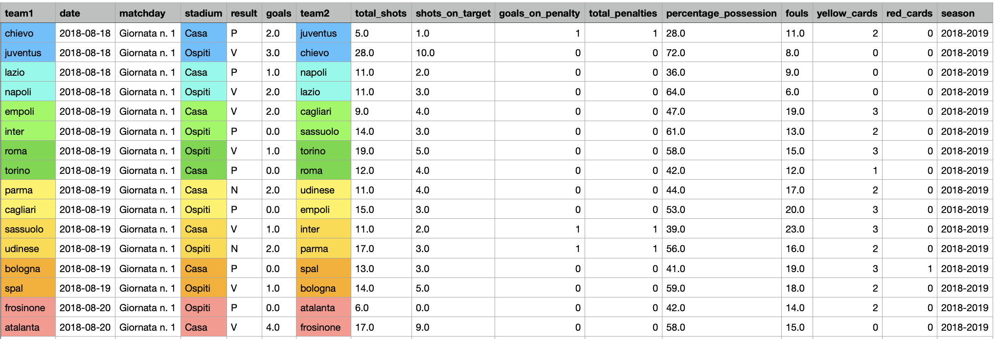 team1 date matchday stadium result goals team2 total_shots shots_on_target goals_on_penalty total_penalties percentage_possession fouls yellow_cards red_cards season
chievo 2018-08-18 Giornata n. 1 Casa P 2.0 juventus 5.0 1.0 1 1 28.0 11.0 2 0 2018-2019
juventus 2018-08-18 Giornata n. 1 Ospiti V 3.0 chievo 28.0 10.0 0 0 72.0 8.0 0 0 2018-2019
lazio 2018-08-18 Giornata n. 1 Casa P 1.0 napoli 11.0 2.0 0 0 36.0 9.0 0 0 2018-2019
napoli 2018-08-18 Giornata n. 1 Ospiti V 2.0 lazio 11.0 3.0 0 0 64.0 6.0 0 0 2018-2019
empoli 2018-08-19 Giornata n. 1 Casa V 2.0 cagliari 9.0 4.0 0 0 47.0 19.0 3 0 2018-2019
inter 2018-08-19 Giornata n. 1 Ospiti P 0.0 sassuolo 14.0 3.0 0 0 61.0 13.0 2 0 2018-2019
roma 2018-08-19 Giornata n. 1 Ospiti V 1.0 torino 19.0 5.0 0 0 58.0 15.0 3 0 2018-2019
torino 2018-08-19 Giornata n. 1 Casa P 0.0 roma 12.0 4.0 0 0 42.0 12.0 1 0 2018-2019
parma 2018-08-19 Giornata n. 1 Casa N 2.0 udinese 11.0 4.0 0 0 44.0 17.0 2 0 2018-2019
cagliari 2018-08-19 Giornata n. 1 Ospiti P 0.0 empoli 15.0 3.0 0 0 53.0 20.0 3 0 2018-2019
sassuolo 2018-08-19 Giornata n. 1 Casa V 1.0 inter 11.0 2.0 1 1 39.0 23.0 3 0 2018-2019
udinese 2018-08-19 Giornata n. 1 Ospiti N 2.0 parma 17.0 3.0 1 1 56.0 16.0 2 0 2018-2019
bologna 2018-08-19 Giornata n. 1 Casa P 0.0 spal 13.0 3.0 0 0 41.0 19.0 3 1 2018-2019
spal 2018-08-19 Giornata n. 1 Ospiti V 1.0 bologna 14.0 5.0 0 0 59.0 18.0 2 0 2018-2019
frosinone 2018-08-20 Giornata n. 1 Ospiti P 0.0 atalanta 6.0 0.0 0 0 42.0 14.0 2 0 2018-2019
atalanta 2018-08-20 Giornata n. 1 Casa V 4.0 frosinone 17.0 9.0 0 0 58.0 15.0 0 0 2018-2019